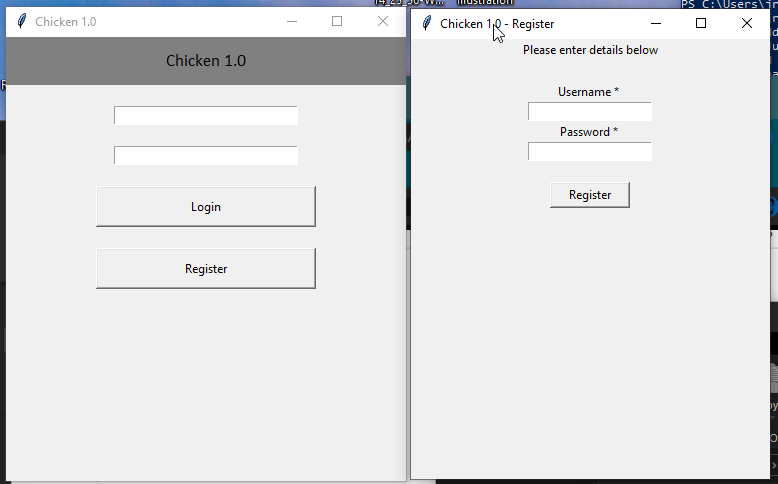 Chicken 1.0
Chicken 1.0
Login
Register
Chicken 1.0 - Register
Please enter details below
Username *
Password *
Register
PS C:\Users\in